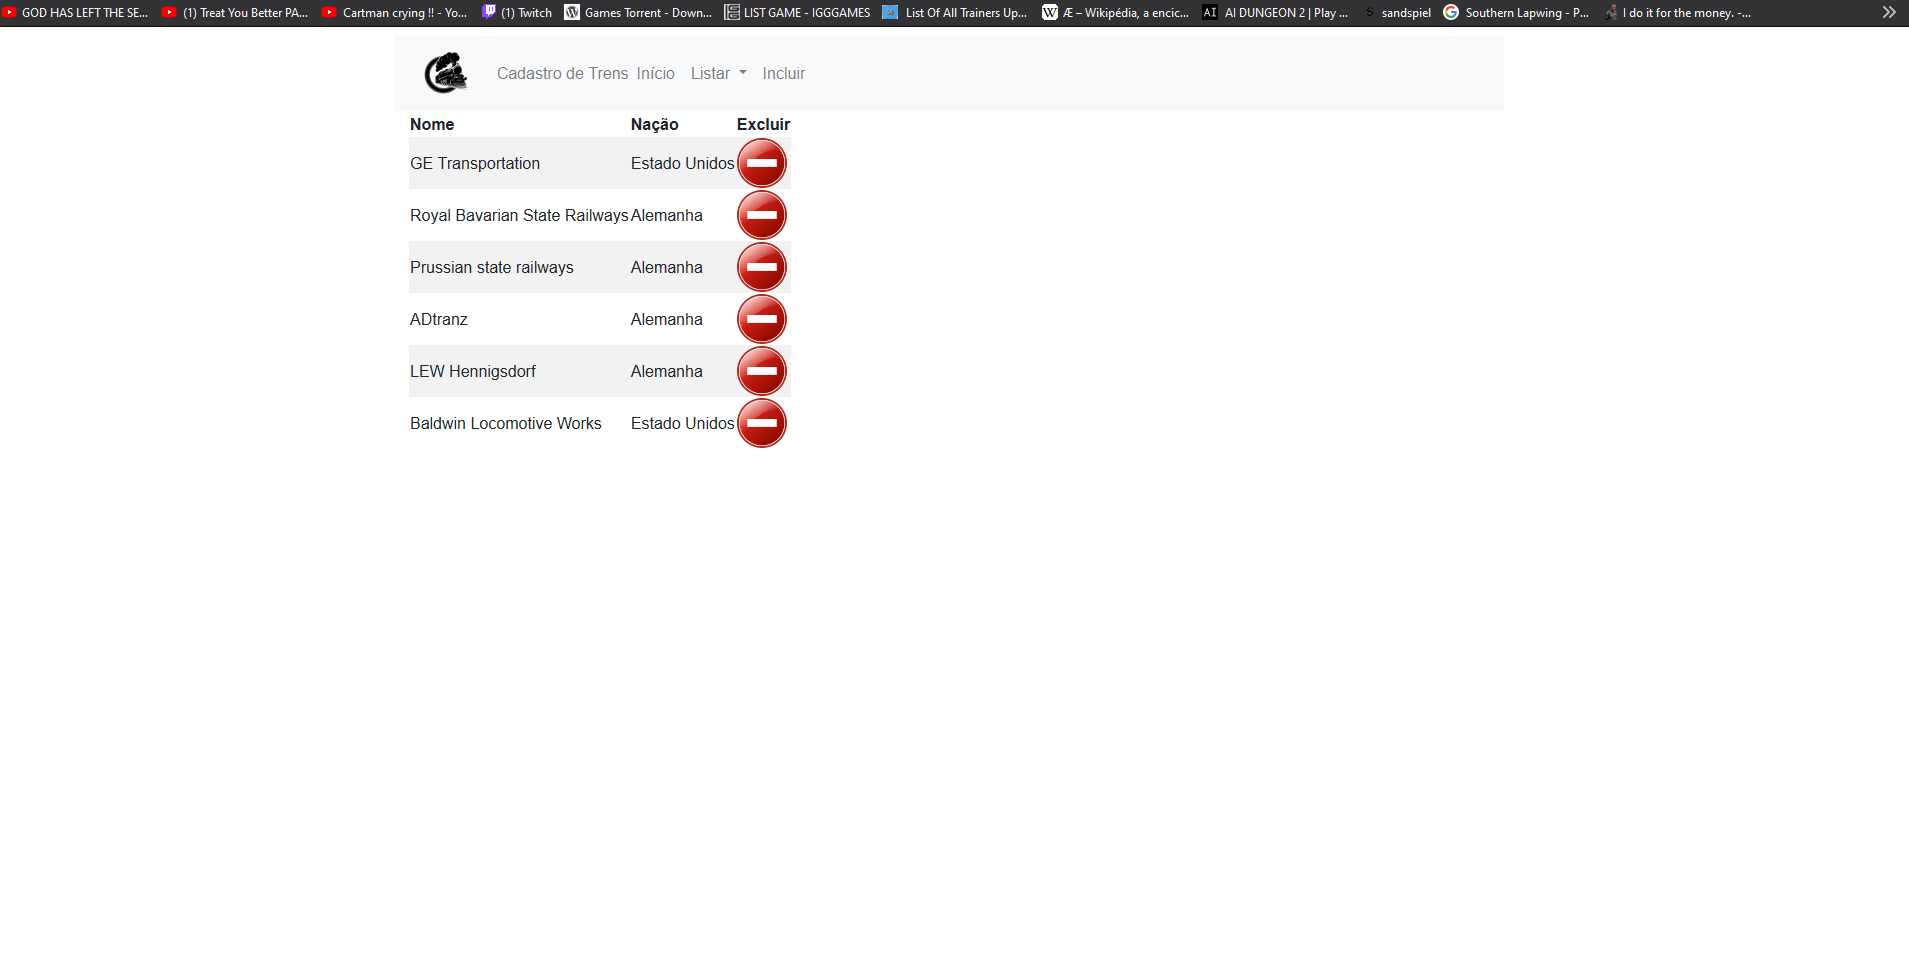 GOD HAS LEFT THE SE... (1) Treat You Better PA... Cartman crying !! - Yo... (1) Twitch Games Torrent - Down... LIST GAME - IGGGAMES List Of All Trainers Up... W Æ – Wikipédia, a encic... AI AI DUNGEON 2 | Play ... S sandspiel G Southern Lapwing - P... I do it for the money. -...
Cadastro de Trens Início Listar Incluir
Nome Nação Excluir
GE Transportation Estado Unidos
Royal Bavarian State Railways Alemanha
Prussian state railways Alemanha
ADtranz Alemanha
LEW Hennigsdorf Alemanha
Baldwin Locomotive Works Estado Unidos